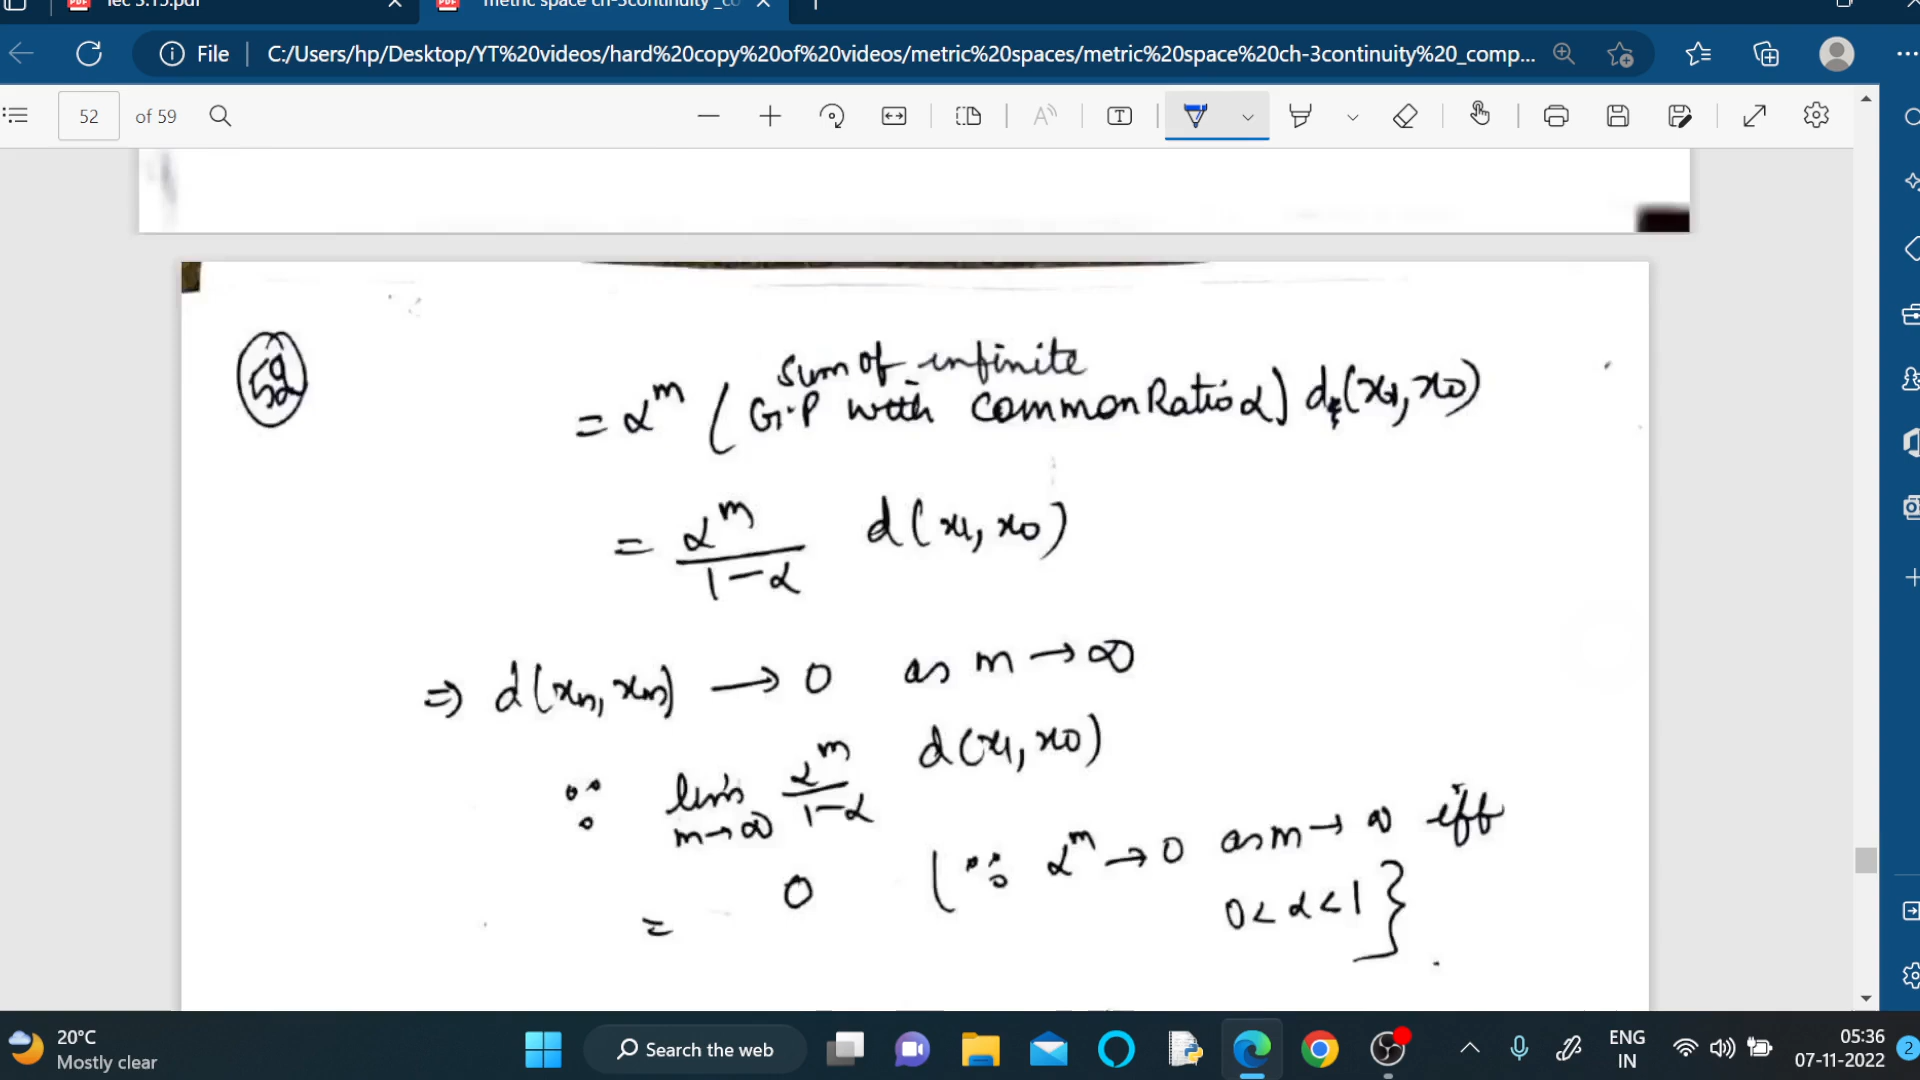 lec 3.15.pdf
metric space ch-3continuity _co
File
C:/Users/hp/Desktop/YT%20videos/hard%20copy%20of%20videos/metric%20spaces/metric%20space%20ch-3continuity%20_comp...
52 of 59
52
sum of infinite
= α^m ( G.P with common Ratio α ) d(x1, x0)
= α^m / (1-α) d(x1, x0)
⇒ d(xn, xm) → 0 as m → ∞
∵ lim m→∞ α^m / (1-α) d(x1, x0)
= 0 ( ∵ α^m → 0 as m → ∞ iff
0 < α < 1 }
20°C
Mostly clear
Search the web
ENG
IN
05:36
07-11-2022
2